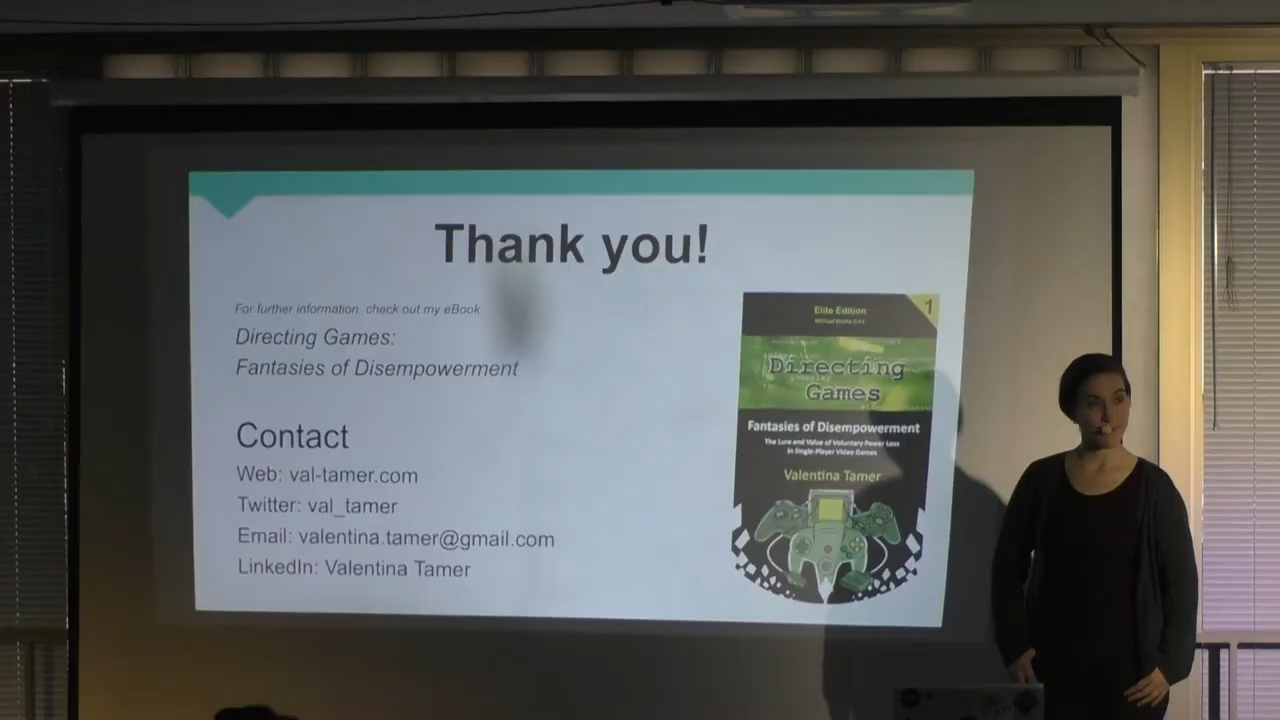 Thank you!
For further information, check out my eBook
Directing Games:
Fantasies of Disempowerment
Contact
Web: val-tamer.com
Twitter: val_tamer
Email: valentina.tamer@gmail.com
LinkedIn: Valentina Tamer
Elite Edition
1
Directing
Games
Fantasies of Disempowerment
The Lure and Value of Voluntary Power Loss
in Single-Player Video Games
Valentina Tamer